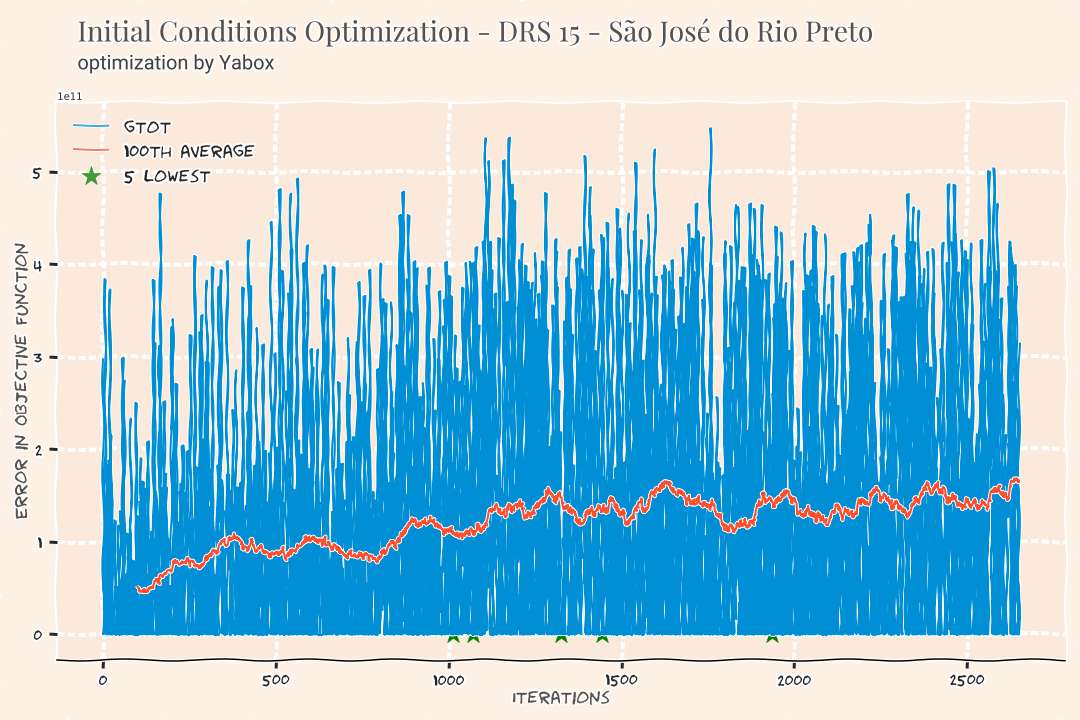 Initial Conditions Optimization - DRS 15 - São José do Rio Preto
optimization by Yabox
1e11
GTOT
100TH AVERAGE
5 LOWEST
5
4
3
2
1
0
ERROR IN OBJECTIVE FUNCTION
0 500 1000 1500 2000 2500
ITERATIONS